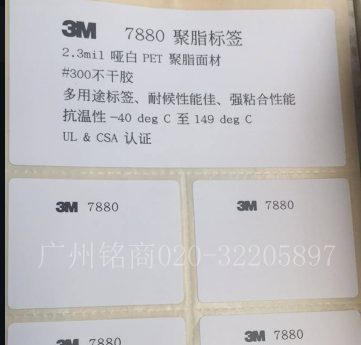 3M 7880 聚脂标签
2.3mil 哑白 PET 聚脂面材
#300不干胶
多用途标签、耐候性能佳、强粘合性能
抗温性 -40 deg C 至 149 deg C
UL & CSA 认证
3M 7880
3M 7880
广州铭商020-32205897
3M 7880
3M 7880